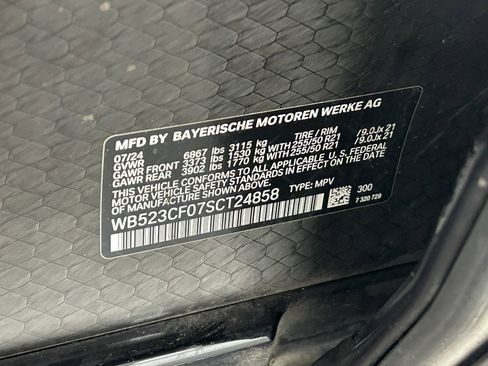 MFD BY BAYERISCHE MOTOREN WERKE AG
07/24 TIRE / RIM
GVWR 6867 lbs 3115 kg
GAWR FRONT 3373 lbs 1530 kg WITH 255/50 R21 /9.0Jx 21
GAWR REAR 3902 lbs 1770 kg WITH 255/50 R21 /9.0Jx 21
THIS VEHICLE CONFORMS TO ALL APPLICABLE U.S. FEDERAL
MOTOR VEHICLE SAFETY STANDARDS IN EFFECT ON THE
DATE OF MANUFACTURE SHOWN ABOVE.
WB523CF07SCT24858 TYPE: MPV
300
7 320 729